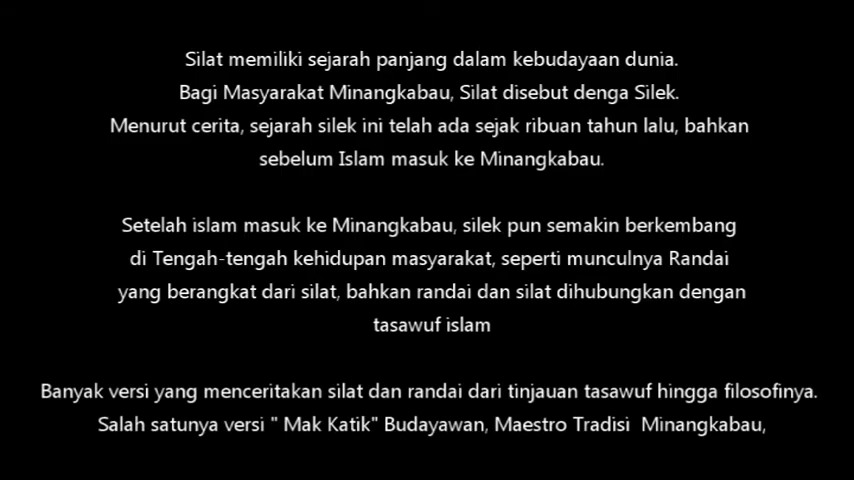 Silat memiliki sejarah panjang dalam kebudayaan dunia.
Bagi Masyarakat Minangkabau, Silat disebut denga Silek.
Menurut cerita, sejarah silek ini telah ada sejak ribuan tahun lalu, bahkan
sebelum Islam masuk ke Minangkabau.
Setelah islam masuk ke Minangkabau, silek pun semakin berkembang
di Tengah-tengah kehidupan masyarakat, seperti munculnya Randai
yang berangkat dari silat, bahkan randai dan silat dihubungkan dengan
tasawuf islam
Banyak versi yang menceritakan silat dan randai dari tinjauan tasawuf hingga filosofinya.
Salah satunya versi " Mak Katik" Budayawan, Maestro Tradisi  Minangkabau,